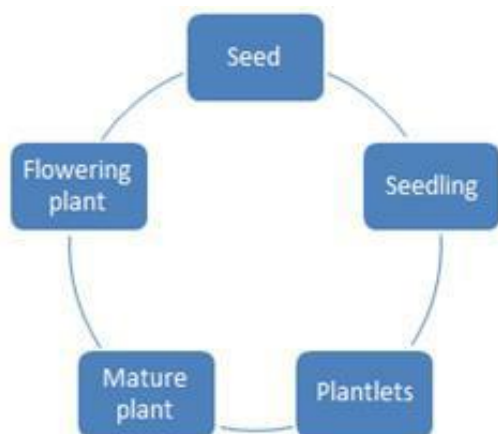 Seed
Seedling
Plantlets
Mature
plant
Flowering
plant